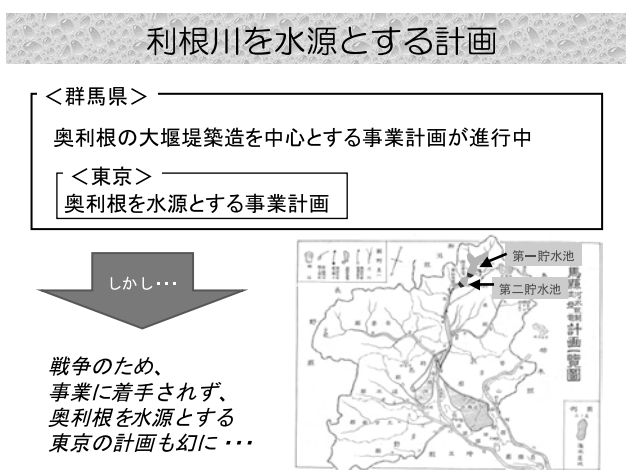 利根川を水源とする計画
＜群馬県＞
奥利根の大堰堤築造を中心とする事業計画が進行中
＜東京＞
奥利根を水源とする事業計画
しかし･･･
第一貯水池
第二貯水池
計画一覧圖
戦争のため、
事業に着手されず、
奥利根を水源とする
東京の計画も幻に ･･･